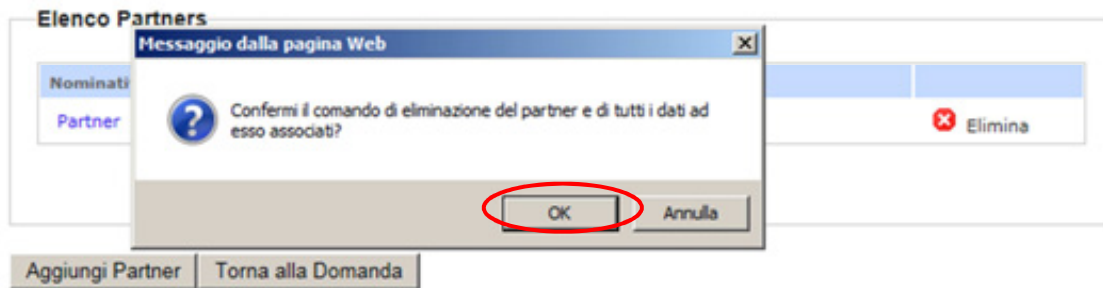 Elenco Partners
Messaggio dalla pagina Web
Nominati
Confermi il comando di eliminazione del partner e di tutti i dati ad
esso associati?
Partner
Elimina
OK Annulla
Aggiungi Partner Torna alla Domanda